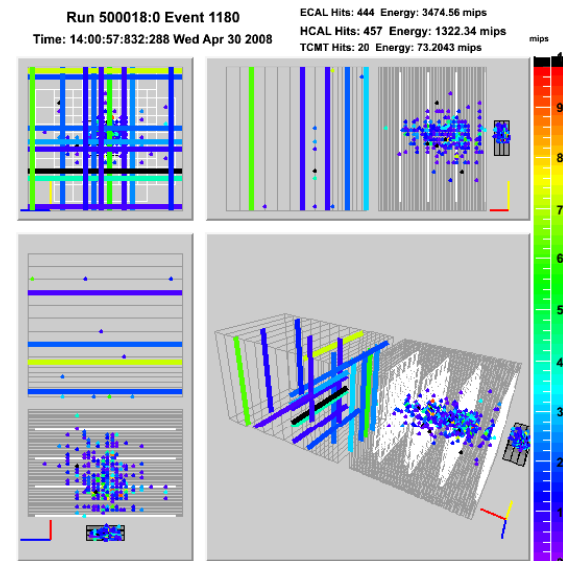 Run 500018:0 Event 1180
Time: 14:00:57:832:288 Wed Apr 30 2008
ECAL Hits: 444 Energy: 3474.56 mips
HCAL Hits: 457 Energy: 1322.34 mips
TCMT Hits: 20 Energy: 73.2043 mips
mips
9
8
7
6
5
4
3
2
1